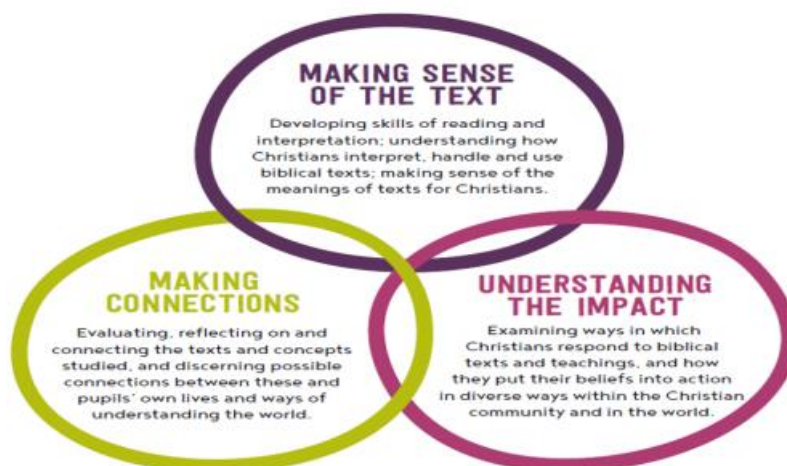 MAKING SENSE
OF THE TEXT
Developing skills of reading and
interpretation; understanding how
Christians interpret, handle and use
biblical texts; making sense of the
meanings of texts for Christians.
MAKING
CONNECTIONS
Evaluating, reflecting on and
connecting the texts and concepts
studied, and discerning possible
connections between these and
pupils' own lives and ways of
understanding the world.
UNDERSTANDING
THE IMPACT
Examining ways in which
Christians respond to biblical
texts and teachings, and how
they put their beliefs into action
in diverse ways within the Christian
community and in the world.